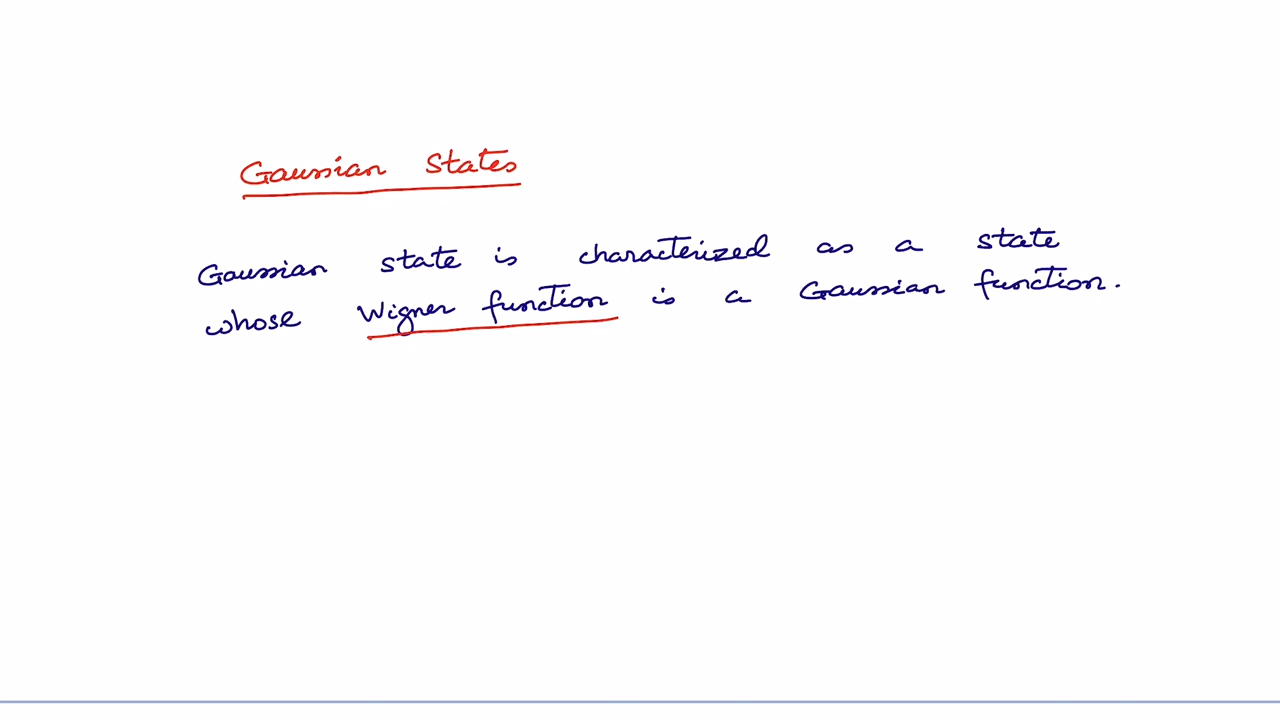 Gaussian States
Gaussian state is characterized as a state
whose Wigner function is a Gaussian function.